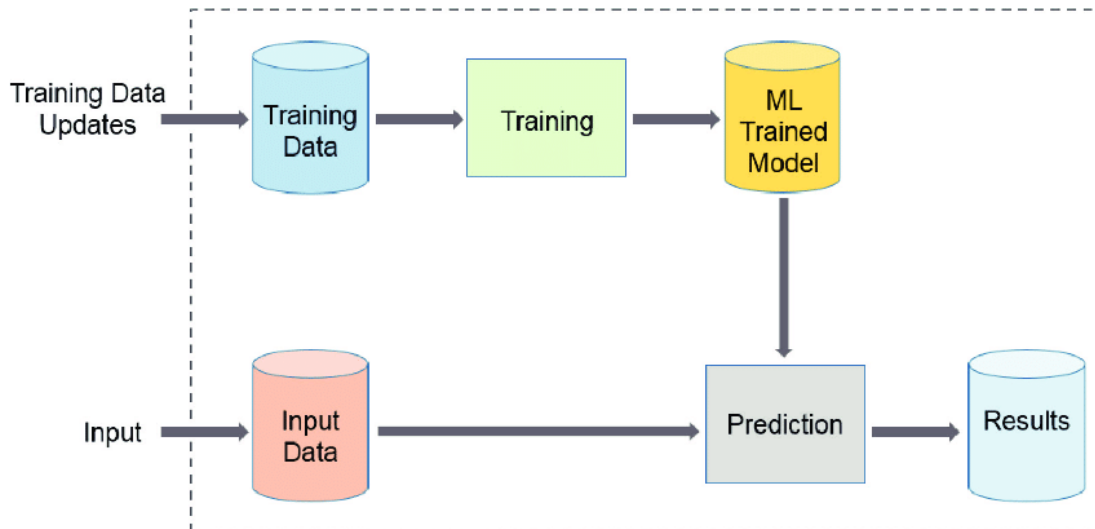 Training Data
Updates
Training
Data
Training
ML
Trained
Model
Input
Input
Data
Prediction
Results